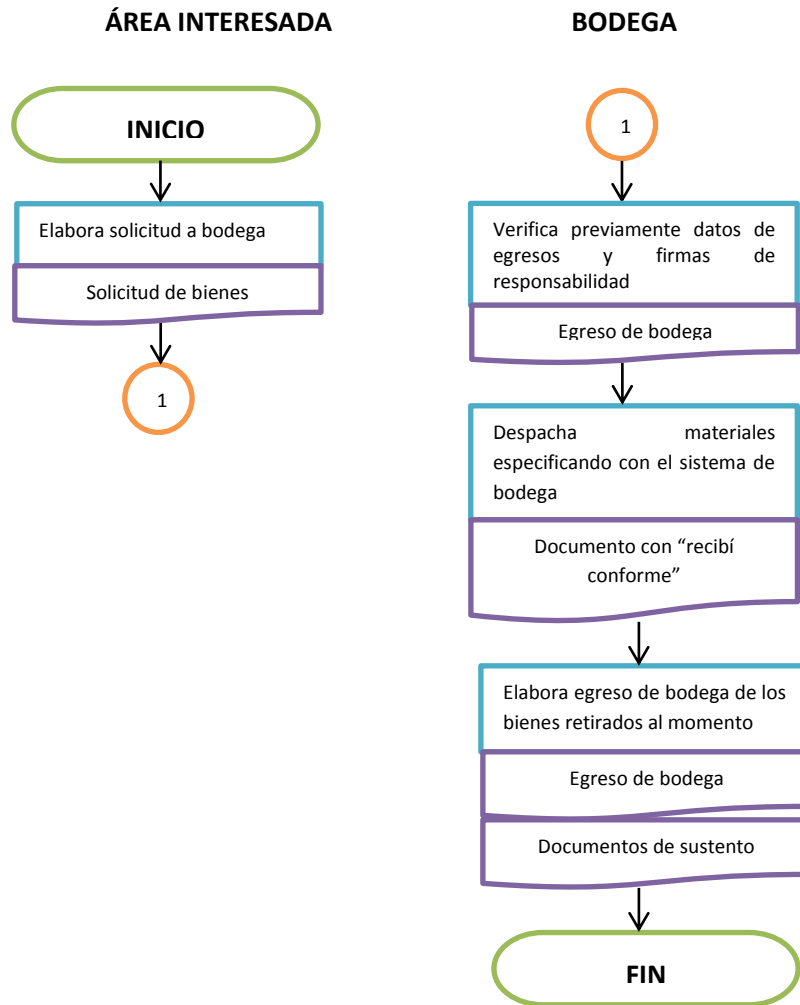 ÁREA INTERESADA
INICIO
Elabora solicitud a bodega
Solicitud de bienes
1
BODEGA
1
Verifica previamente datos de
egresos y firmas de
responsabilidad
Egreso de bodega
Despacha materiales
especificando con el sistema de
bodega
Documento con “recibí
conforme”
Elabora egreso de bodega de los
bienes retirados al momento
Egreso de bodega
Documentos de sustento
FIN